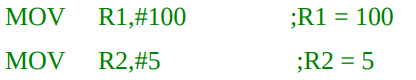 MOV R1,#100 ;R1 = 100
MOV R2,#5 ;R2 = 5